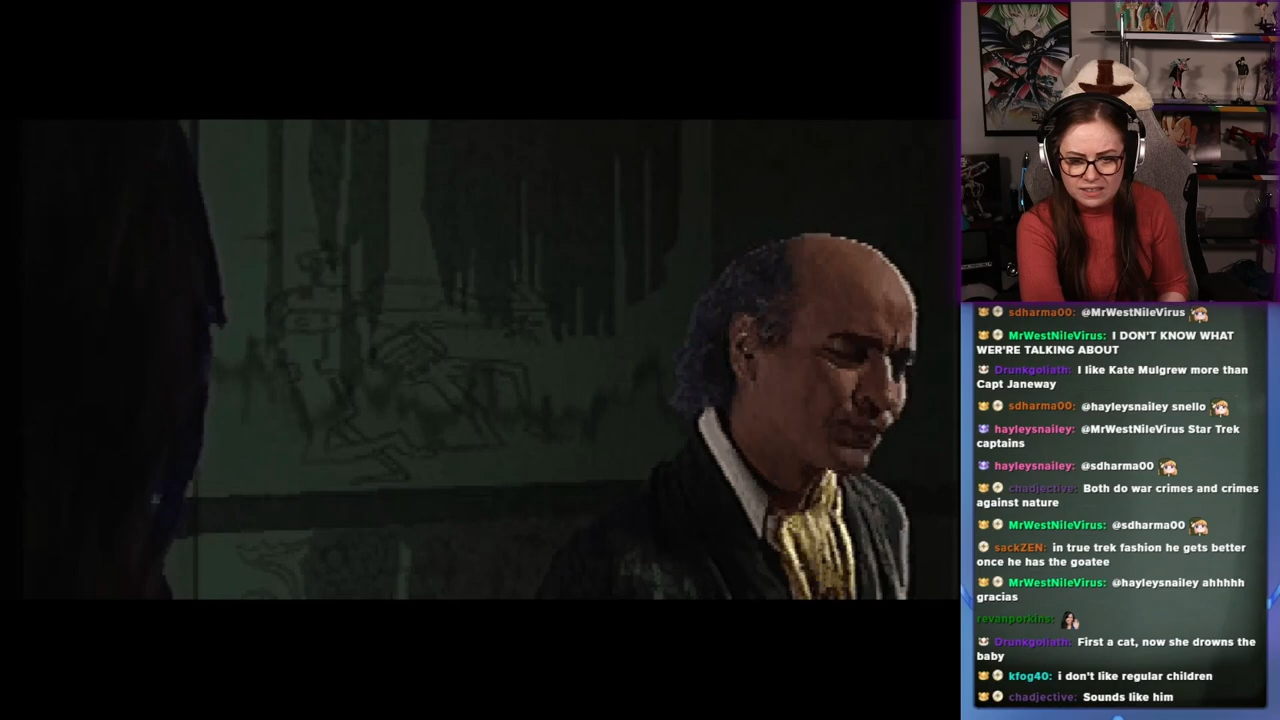 sdharma00: @MrWestNileVirus
MrWestNileVirus: I DON'T KNOW WHAT
WER'RE TALKING ABOUT
Drunkgoliath: I like Kate Mulgrew more than
Capt Janeway
sdharma00: @hayleysnailey snello
hayleysnailey: @MrWestNileVirus Star Trek
captains
hayleysnailey: @sdharma00
chadjective: Both do war crimes and crimes
against nature
MrWestNileVirus: @sdharma00
sackZEN: in true trek fashion he gets better
once he has the goatee
MrWestNileVirus: @hayleysnailey ahhhhh
gracias
revanporkins:
Drunkgoliath: First a cat, now she drowns the
baby
kfog40: i don't like regular children
chadjective: Sounds like him